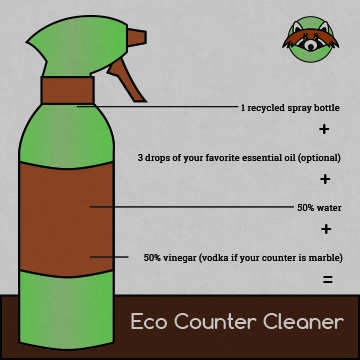 1 recycled spray bottle
+
3 drops of your favorite essential oil (optional)
+
50% water
+
50% vinegar (vodka if your counter is marble)
=
Eco Counter Cleaner